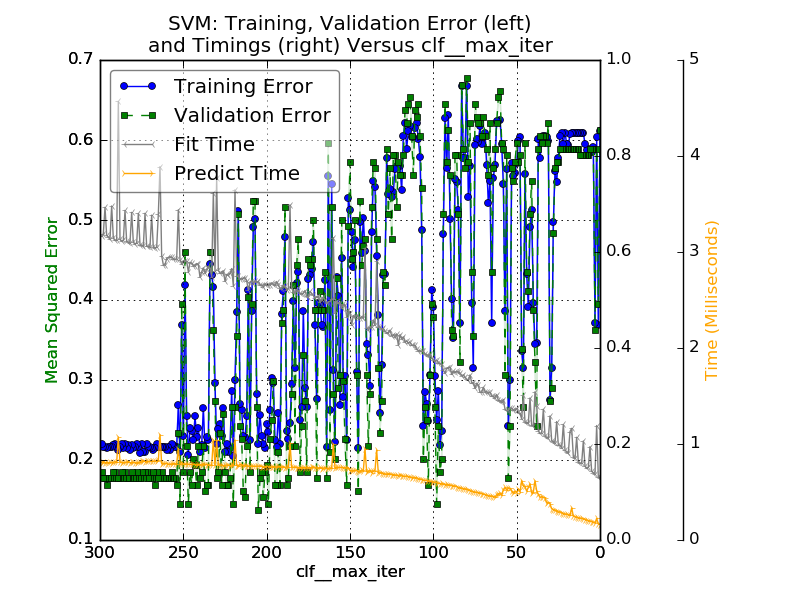 SVM: Training, Validation Error (left)
and Timings (right) Versus clf__max_iter
Training Error
Validation Error
Fit Time
Predict Time
Mean Squared Error
0.7
0.6
0.5
0.4
0.3
0.2
0.1
300
250
200
150
100
50
0
clf__max_iter
1.0
0.8
0.6
0.4
0.2
0.0
5
4
3
2
1
0
Time (Milliseconds)